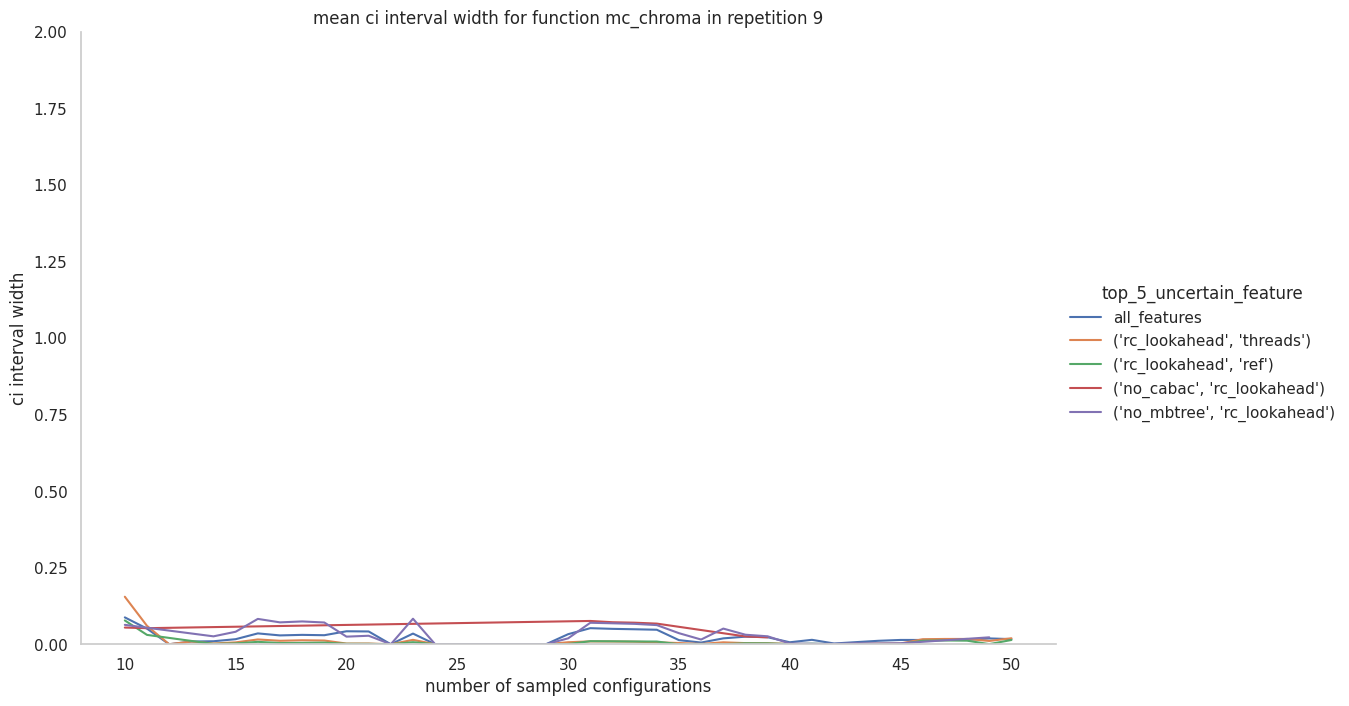 mean ci interval width for function mc_chroma in repetition 9
2.00
1.75
1.50
1.25
1.00
0.75
0.50
0.25
0.00
ci interval width
10 15 20 25 30 35 40 45 50
number of sampled configurations
top_5_uncertain_feature
all_features
('rc_lookahead', 'threads')
('rc_lookahead', 'ref')
('no_cabac', 'rc_lookahead')
('no_mbtree', 'rc_lookahead')